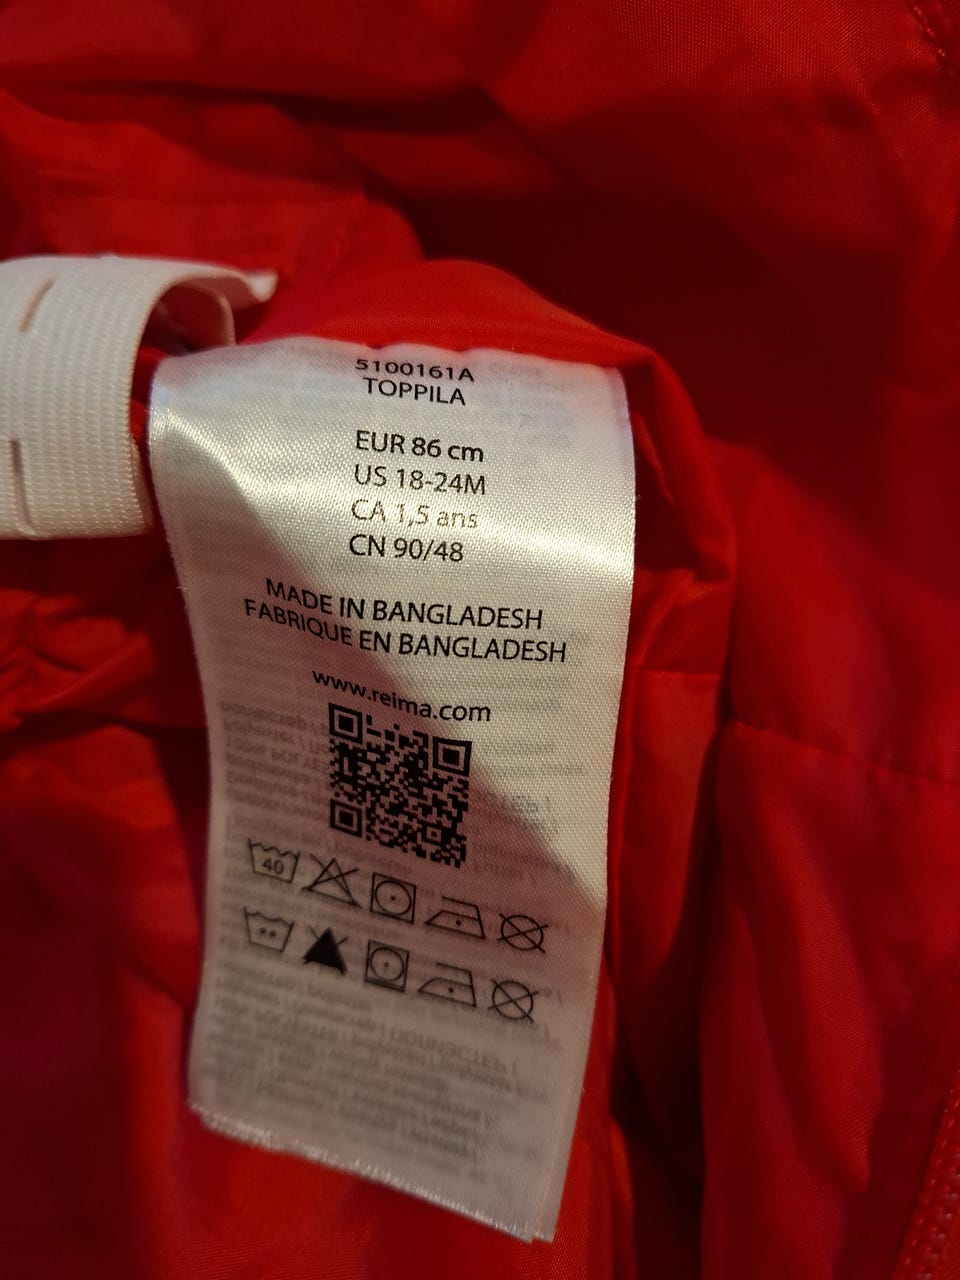 5100161A
TOPPILA
EUR 86 cm
US 18-24M
CA 1,5 ans
CN 90/48
MADE IN BANGLADESH
FABRIQUE EN BANGLADESH
www.reima.com
40